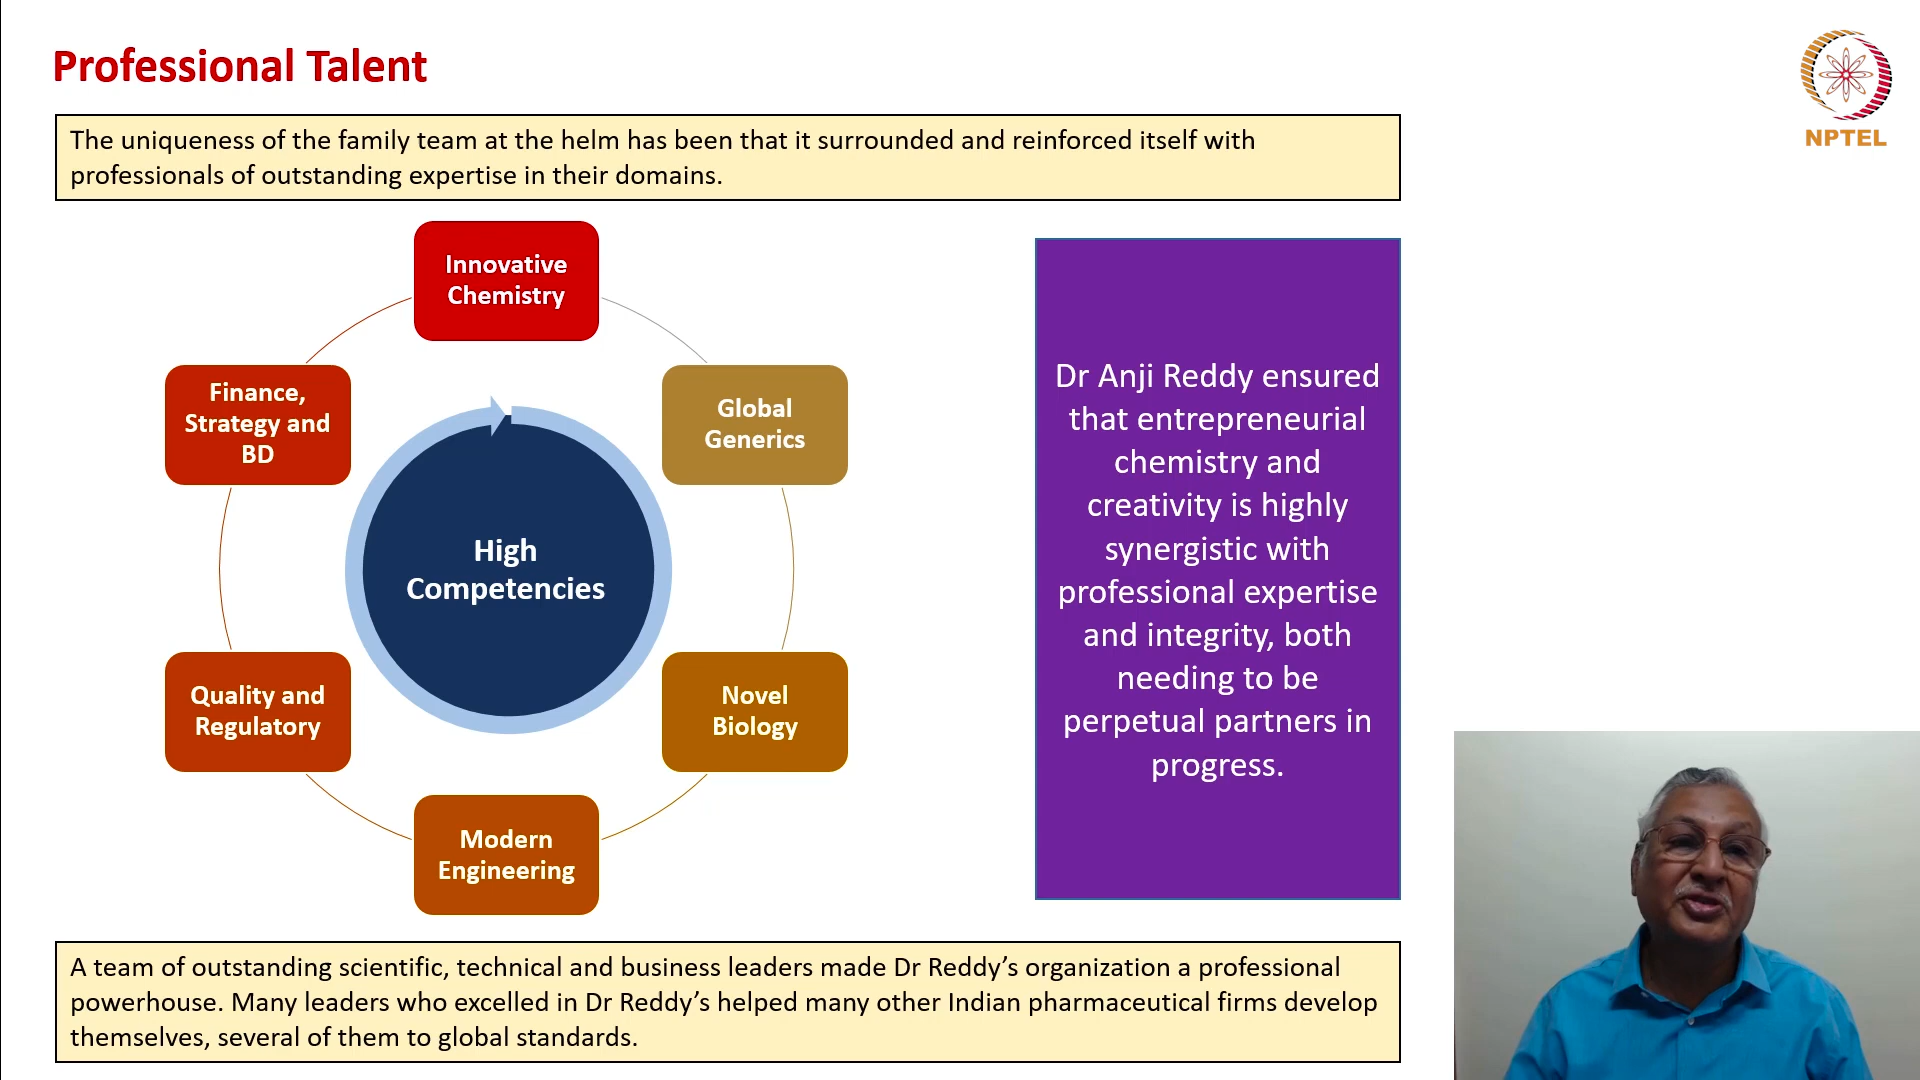 Professional Talent
NPTEL
The uniqueness of the family team at the helm has been that it surrounded and reinforced itself with
professionals of outstanding expertise in their domains.
Innovative
Chemistry
Global
Generics
Novel
Biology
Modern
Engineering
Quality and
Regulatory
Finance,
Strategy and
BD
High
Competencies
Dr Anji Reddy ensured
that entrepreneurial
chemistry and
creativity is highly
synergistic with
professional expertise
and integrity, both
needing to be
perpetual partners in
progress.
A team of outstanding scientific, technical and business leaders made Dr Reddy’s organization a professional
powerhouse. Many leaders who excelled in Dr Reddy’s helped many other Indian pharmaceutical firms develop
themselves, several of them to global standards.